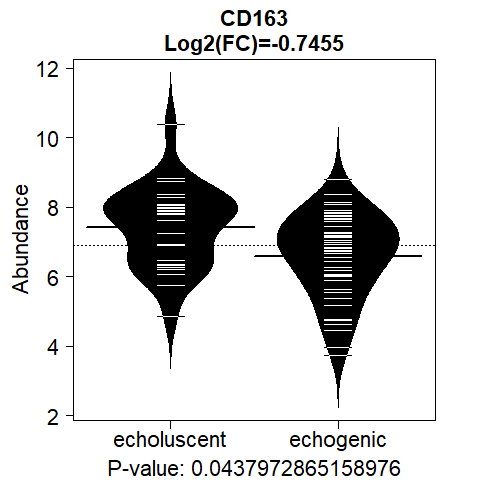 CD163
Log2(FC)=-0.7455
Abundance
12
10
8
6
4
2
echoluscent echogenic
P-value: 0.0437972865158976